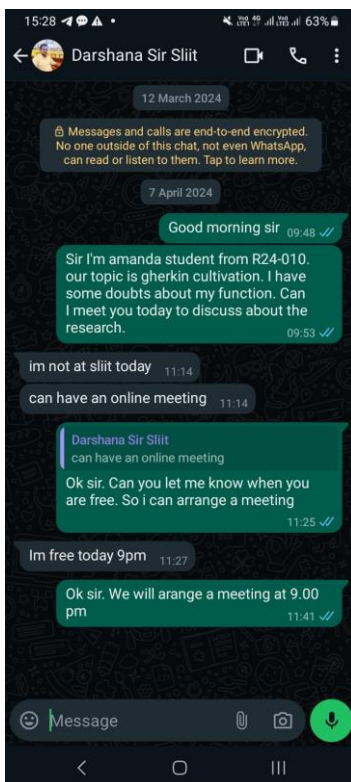 15:28
63%
Darshana Sir Sliit
12 March 2024
Messages and calls are end-to-end encrypted.
No one outside of this chat, not even WhatsApp,
can read or listen to them. Tap to learn more.
7 April 2024
Good morning sir 09:48
Sir I'm amanda student from R24-010.
our topic is gherkin cultivation. I have
some doubts about my function. Can
I meet you today to discuss about the
research.
09:53
im not at sliit today 11:14
can have an online meeting 11:14
Darshana Sir Sliit
can have an online meeting
Ok sir. Can you let me know when you
are free. So i can arrange a meeting
11:25
Im free today 9pm 11:27
Ok sir. We will arange a meeting at 9.00
pm
11:41
Message